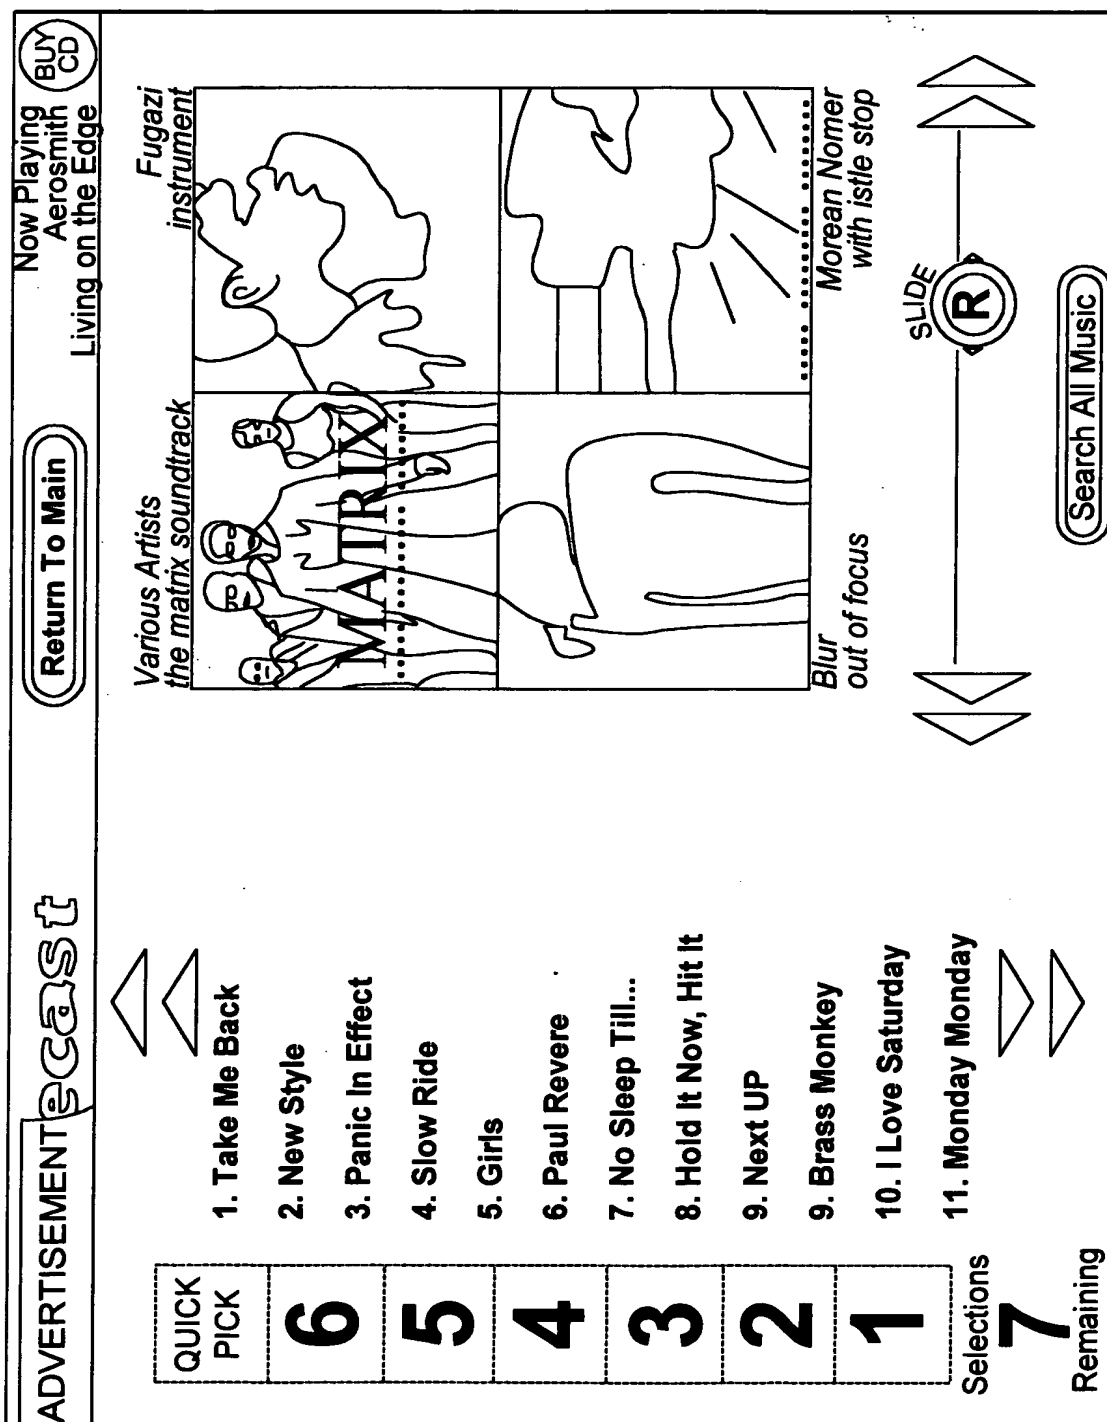 ADVERTISEMENT
ecast
Return To Main
Now Playing
Aerosmith
Living on the Edge
BUY
CD
QUICK
PICK
6
5
4
3
2
1
Selections
7
Remaining
1. Take Me Back
2. New Style
3. Panic In Effect
4. Slow Ride
5. Girls
6. Paul Revere
7. No Sleep Till...
8. Hold It Now, Hit It
9. Next UP
9. Brass Monkey
10. I Love Saturday
11. Monday Monday
Various Artists
the matrix soundtrack
Fugazi
instrument
MATRIX
Blur
out of focus
Morean Nomer
with istle stop
SLIDE
R
Search All Music